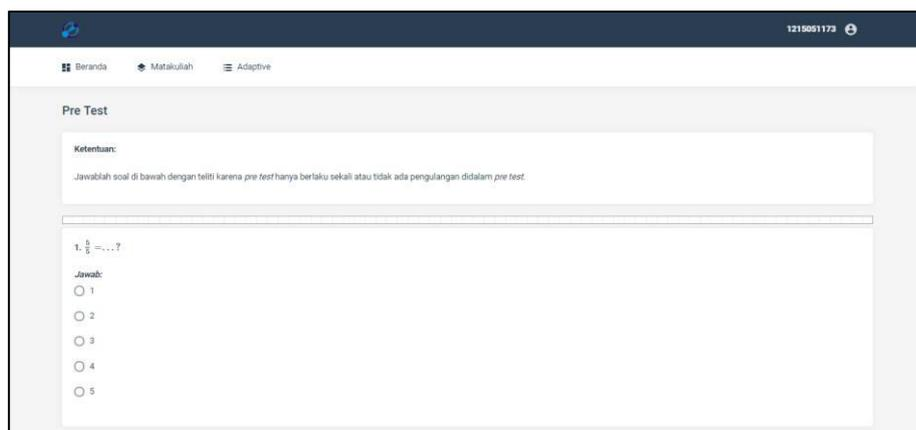 1215051173
Beranda Matakuliah Adaptive
Pre Test
Ketentuan:
Jawablah soal di bawah dengan teliti karena pre test hanya berlaku sekali atau tidak ada pengulangan didalam pre test.
1. 5/5 =...?
Jawab:
1
2
3
4
5